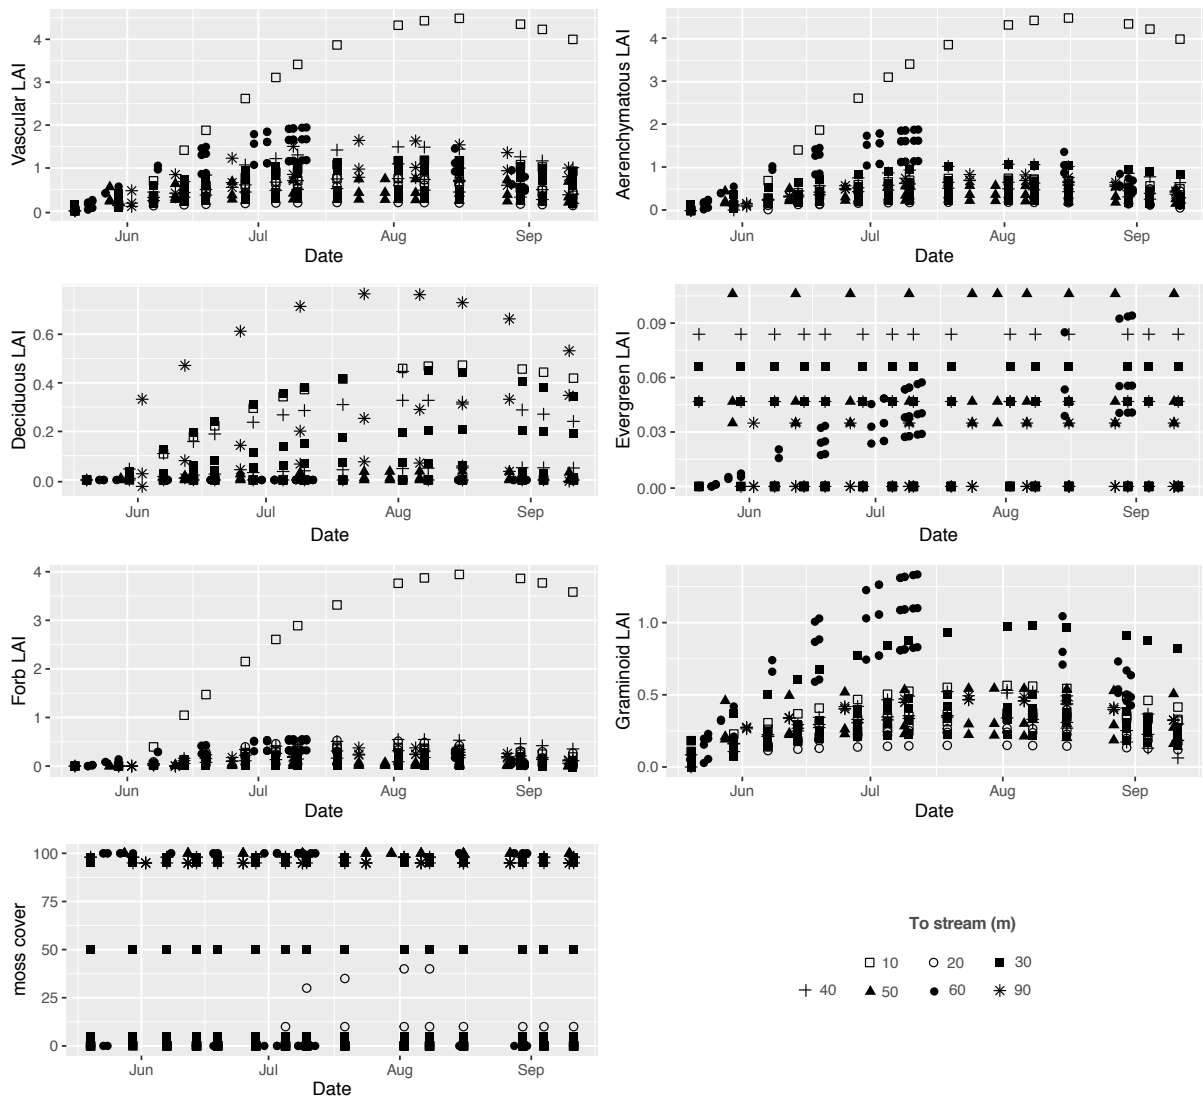 Vascular LAI
4
3
2
1
0
Jun Jul Aug Sep
Date
Aerenchymatous LAI
4
3
2
1
0
Jun Jul Aug Sep
Date
Deciduous LAI
0.6
0.4
0.2
0.0
Jun Jul Aug Sep
Date
Evergreen LAI
0.09
0.06
0.03
0.00
Jun Jul Aug Sep
Date
Forb LAI
4
3
2
1
0
Jun Jul Aug Sep
Date
Graminoid LAI
1.0
0.5
0.0
Jun Jul Aug Sep
Date
moss cover
100
75
50
25
0
Jun Jul Aug Sep
Date
To stream (m)
10 20 30
40 50 60 90